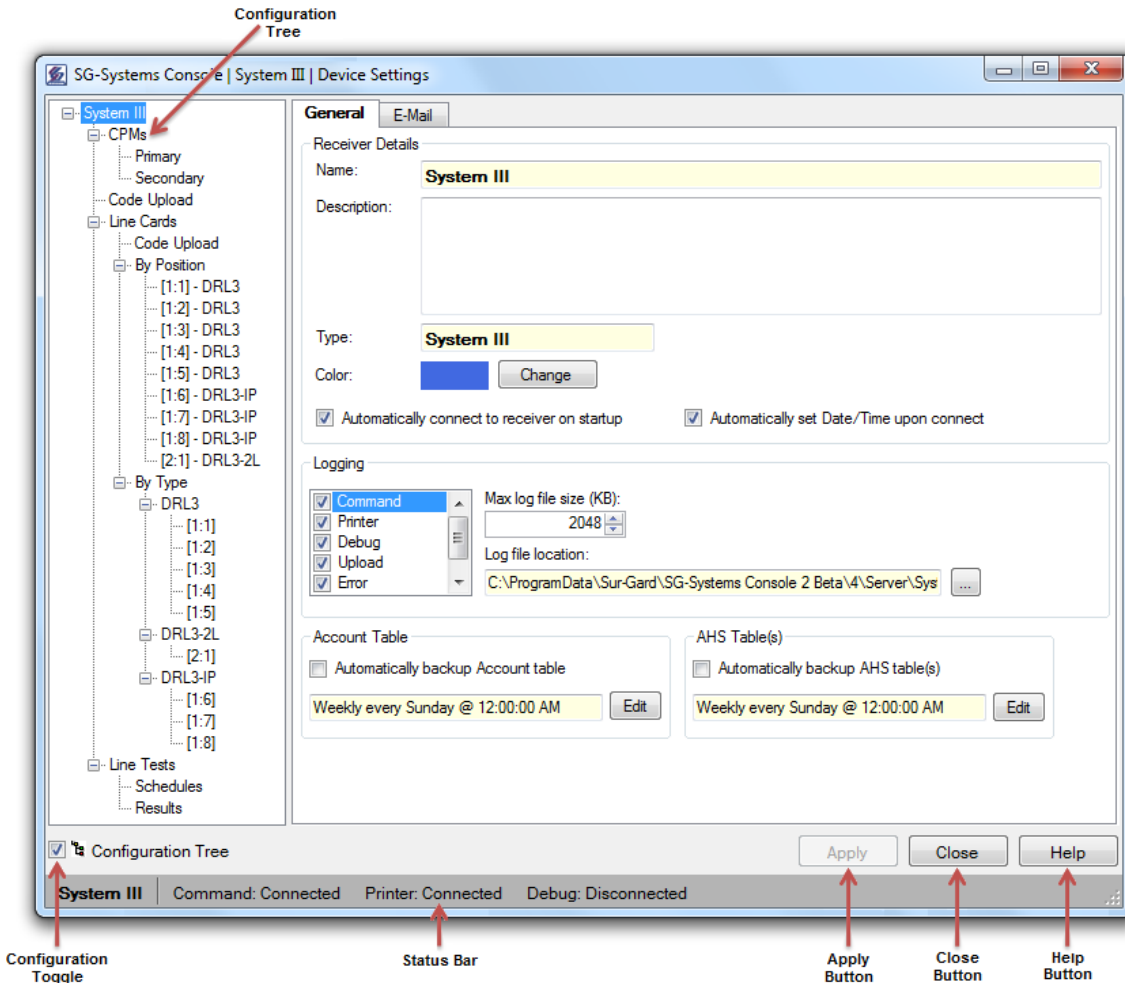 Configuration
Tree
SG-Systems Console | System III | Device Settings
System III
CPMs
Primary
Secondary
Code Upload
Line Cards
Code Upload
By Position
[1:1] - DRL3
[1:2] - DRL3
[1:3] - DRL3
[1:4] - DRL3
[1:5] - DRL3
[1:6] - DRL3-IP
[1:7] - DRL3-IP
[1:8] - DRL3-IP
[2:1] - DRL3-2L
By Type
DRL3
[1:1]
[1:2]
[1:3]
[1:4]
[1:5]
DRL3-2L
[2:1]
DRL3-IP
[1:6]
[1:7]
[1:8]
Line Tests
Schedules
Results
General E-Mail
Receiver Details
Name: System III
Description:
Type: System III
Color: Change
Automatically connect to receiver on startup Automatically set Date/Time upon connect
Logging
Command
Printer
Debug
Upload
Error
Max log file size (KB):
2048
Log file location:
C:\ProgramData\Sur-Gard\SG-Systems Console 2 Beta\4\Server\Sys ...
Account Table
Automatically backup Account table
Weekly every Sunday @ 12:00:00 AM Edit
AHS Table(s)
Automatically backup AHS table(s)
Weekly every Sunday @ 12:00:00 AM Edit
Configuration Tree
Apply Close Help
System III Command: Connected Printer: Connected Debug: Disconnected
Configuration
Toggle
Status Bar
Apply
Button
Close
Button
Help
Button